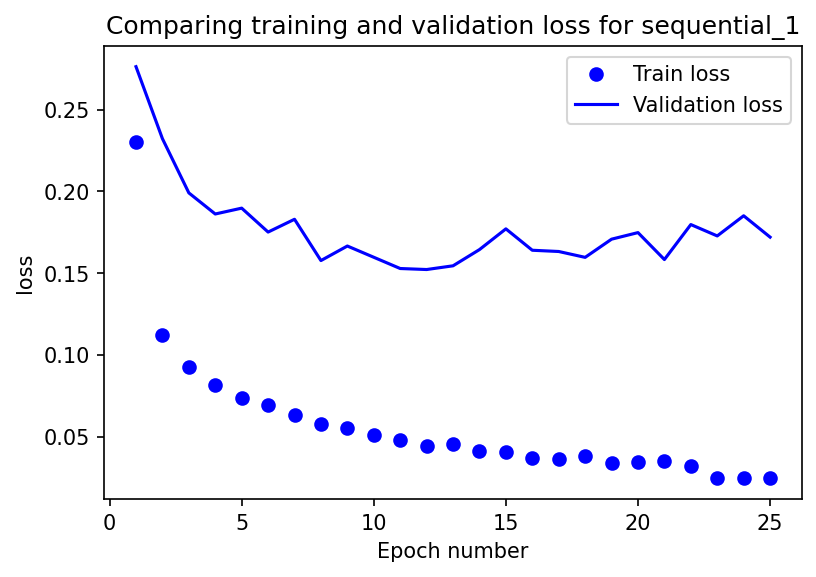 Comparing training and validation loss for sequential_1
Train loss
Validation loss
0.25
0.20
0.15
0.10
0.05
loss
0 5 10 15 20 25
Epoch number